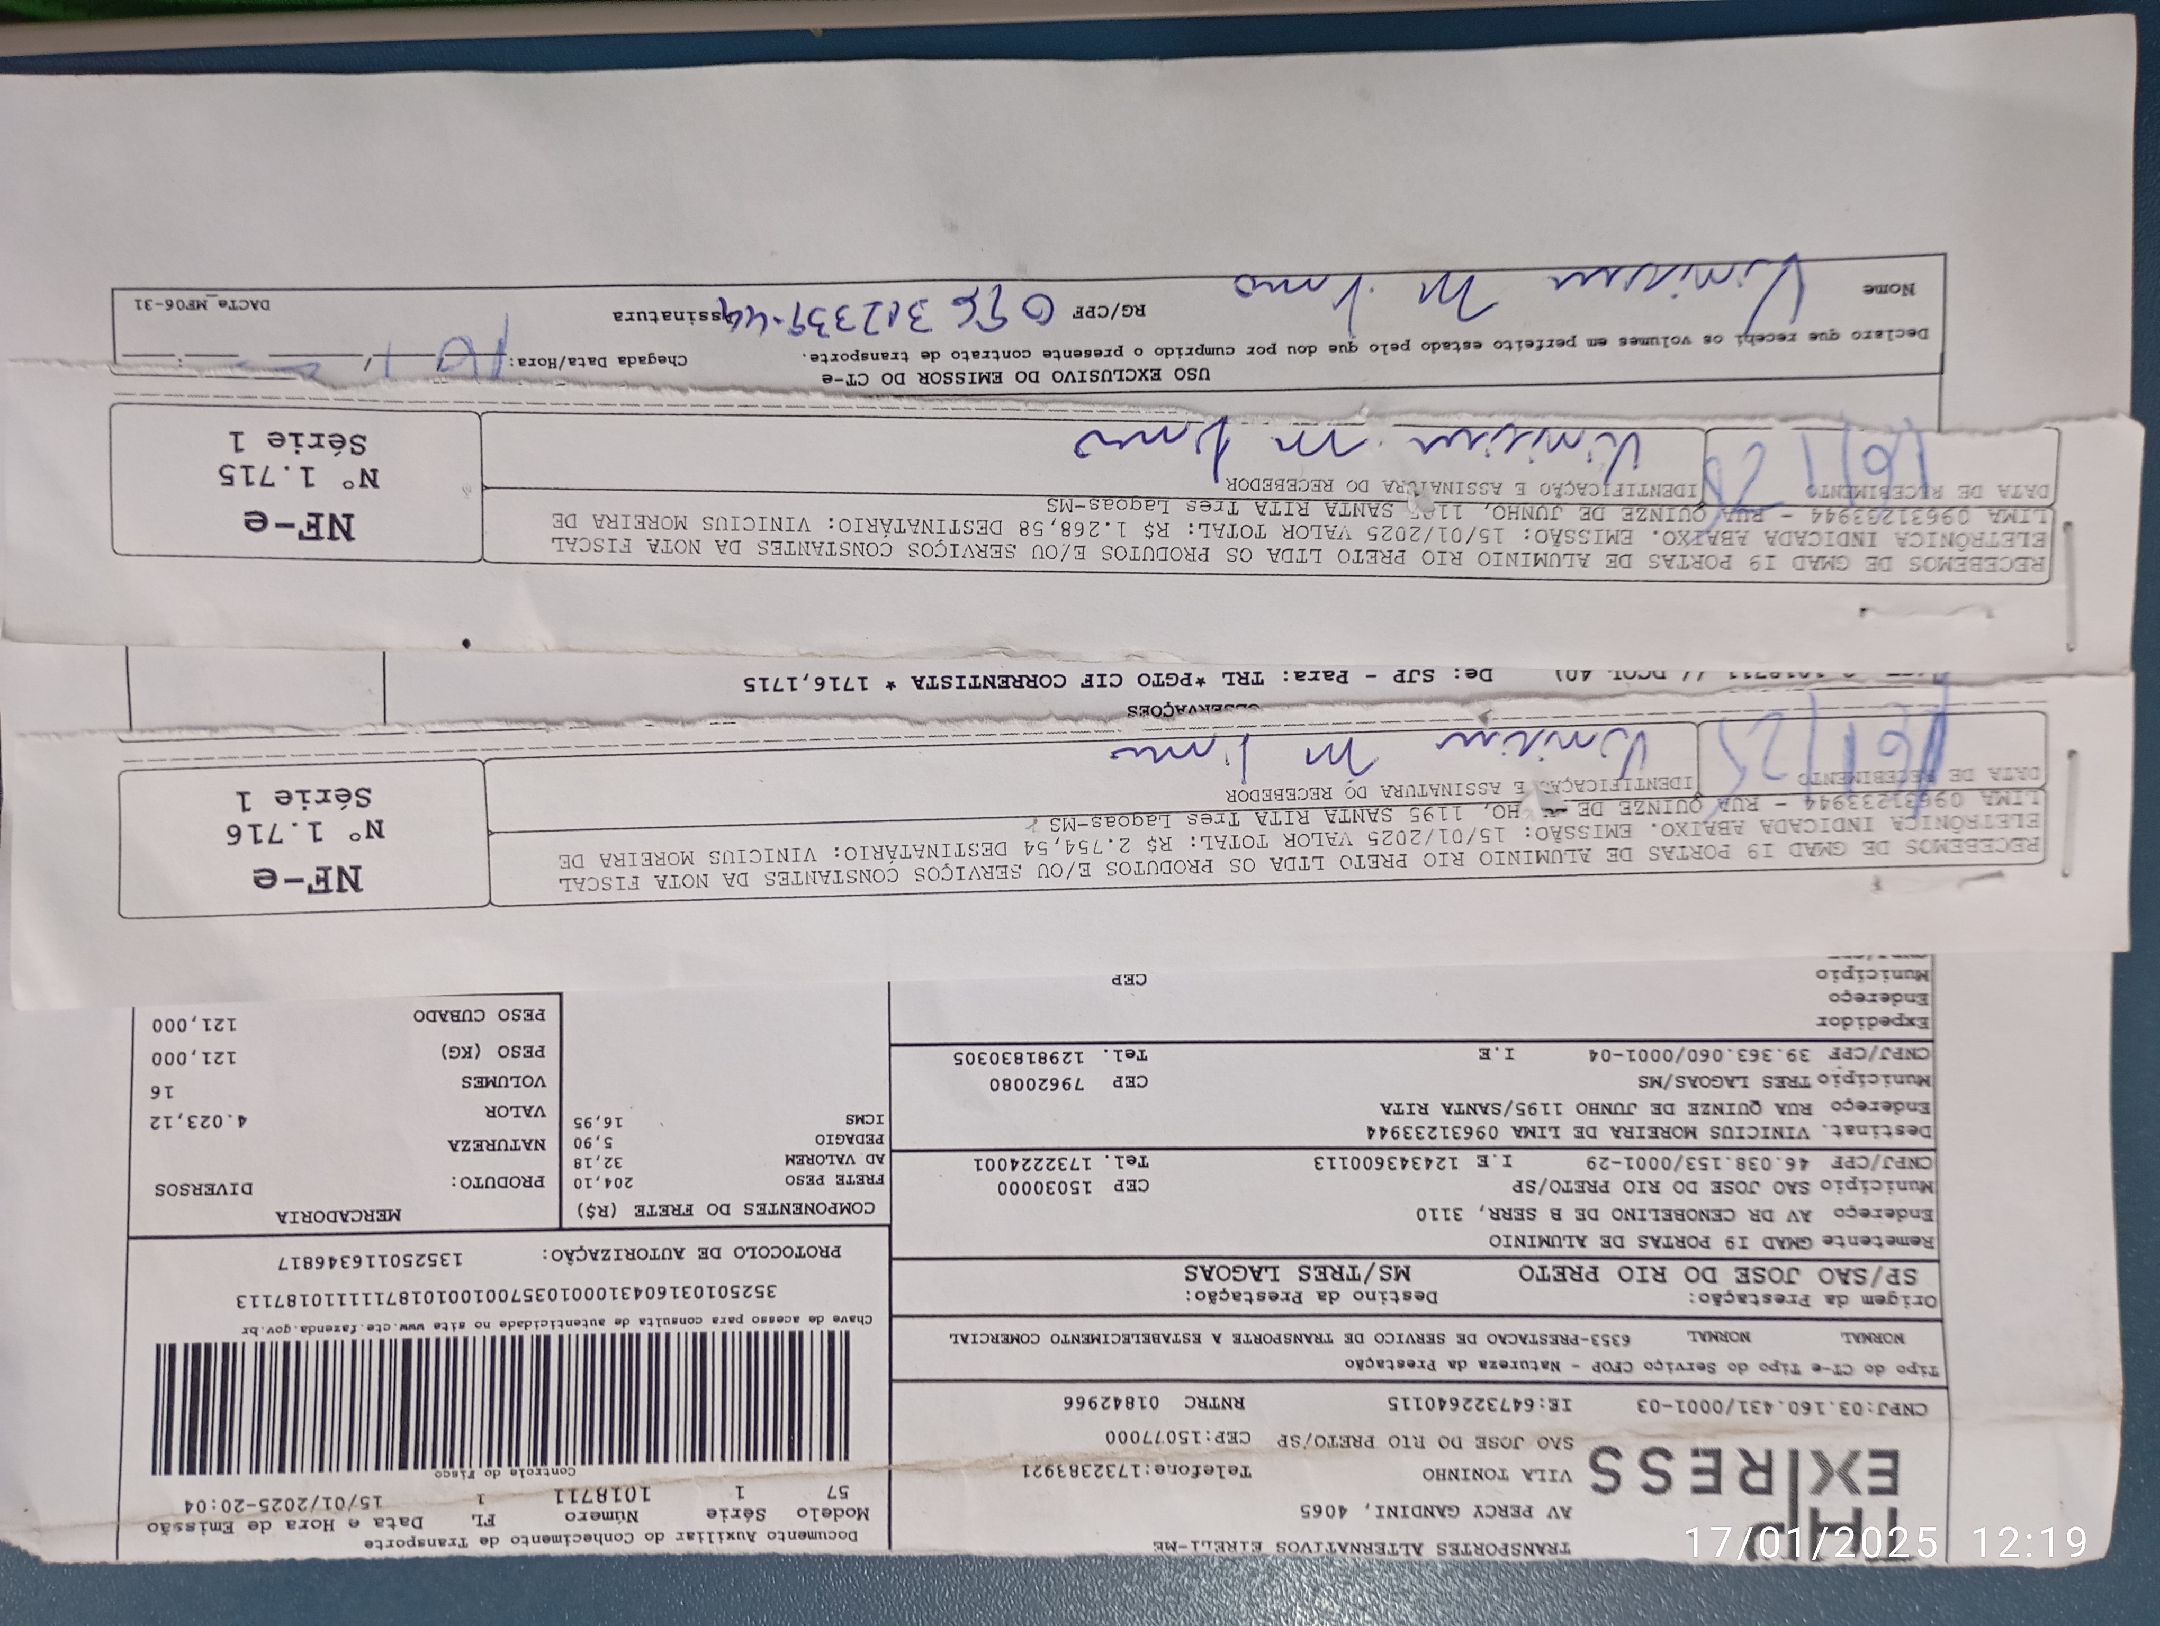 TRANSPORTES ALTERNATIVOS EIRELI-ME
EXPRESS
AV PERCY GANDINI, 4065
VILA TONINHO Telefone:1732383921
SAO JOSE DO RIO PRETO/SP CEP:15077000
CNPJ:03.160.431/0001-03 IE:647322640115 RNTRC 01842966
Documento Auxiliar do Conhecimento de Transporte
Modelo Série Número FL Data e Hora de Emissão
57 1 1018711 1 15/01/2025-20:04
Controle do Fisco
Chave de acesso para consulta de autenticidade no site www.cte.fazenda.gov.br
35250103160431000103570010010187111110187113
PROTOCOLO DE AUTORIZAÇÃO: 135250116346817
Tipo do CT-e Tipo do Serviço CFOP - Natureza da Prestação
NORMAL NORMAL 6353-PRESTACAO DE SERVICO DE TRANSPORTE A ESTABELECIMENTO COMERCIAL
Origem da Prestação: Destino da Prestação:
SP/SAO JOSE DO RIO PRETO MS/TRES LAGOAS
Remetente GMAD I9 PORTAS DE ALUMINIO
Endereço AV DR CENOBELINO DE B SERR, 3110
Município SAO JOSE DO RIO PRETO/SP CEP 15030000
CNPJ/CPF 46.038.153/0001-29 I.E 124343600113 Tel. 1732224001
Destinat. VINICIUS MOREIRA DE LIMA 09631233944
Endereço RUA QUINZE DE JUNHO 1195/SANTA RITA
Município TRES LAGOAS/MS CEP 79620080
CNPJ/CPF 39.363.060/0001-04 I.E Tel. 12981830305
Expedidor
Endereço
Município CEP
COMPONENTES DO FRETE (R$)
FRETE PESO 204,10
AD VALOREM 32,18
PEDAGIO 5,90
ICMS 16,95
MERCADORIA
PRODUTO: DIVERSOS
NATUREZA
VALOR 4.023,12
VOLUMES 16
PESO (KG) 121,000
PESO CUBADO 121,000
RECEBEMOS DE GMAD I9 PORTAS DE ALUMINIO RIO PRETO LTDA OS PRODUTOS E/OU SERVIÇOS CONSTANTES DA NOTA FISCAL
ELETRÔNICA INDICADA ABAIXO. EMISSÃO: 15/01/2025 VALOR TOTAL: R$ 2.754,54 DESTINATÁRIO: VINICIUS MOREIRA DE
LIMA 09631233944 - RUA QUINZE DE HO, 1195 SANTA RITA Tres Lagoas-MS
DATA DE RECEBIMENTO IDENTIFICAÇÃO E ASSINATURA DO RECEBEDOR
Vinicius M Lima
NF-e
Nº 1.716
Série 1
OBSERVAÇOES
De: SJP - Para: TRL *PGTO CIF CORRENTISTA * 1716,1715
RECEBEMOS DE GMAD I9 PORTAS DE ALUMINIO RIO PRETO LTDA OS PRODUTOS E/OU SERVIÇOS CONSTANTES DA NOTA FISCAL
ELETRÔNICA INDICADA ABAIXO. EMISSÃO: 15/01/2025 VALOR TOTAL: R$ 1.268,58 DESTINATÁRIO: VINICIUS MOREIRA DE
LIMA 09631233944 - RUA QUINZE DE JUNHO, SANTA RITA Tres Lagoas-MS
DATA DE RECEBIMENTO IDENTIFICAÇÃO E ASSINATURA DO RECEBEDOR
Vinicius M Lima
NF-e
Nº 1.715
Série 1
USO EXCLUSIVO DO EMISSOR DO CT-e
Declaro que recebi os volumes em perfeito estado pelo que dou por cumprido o presente contrato de transporte. Chegada Data/Hora:
Nome Vinicius M Lima RG/CPF Assinatura
DACTe_MF06-31
17/01/2025 12:19